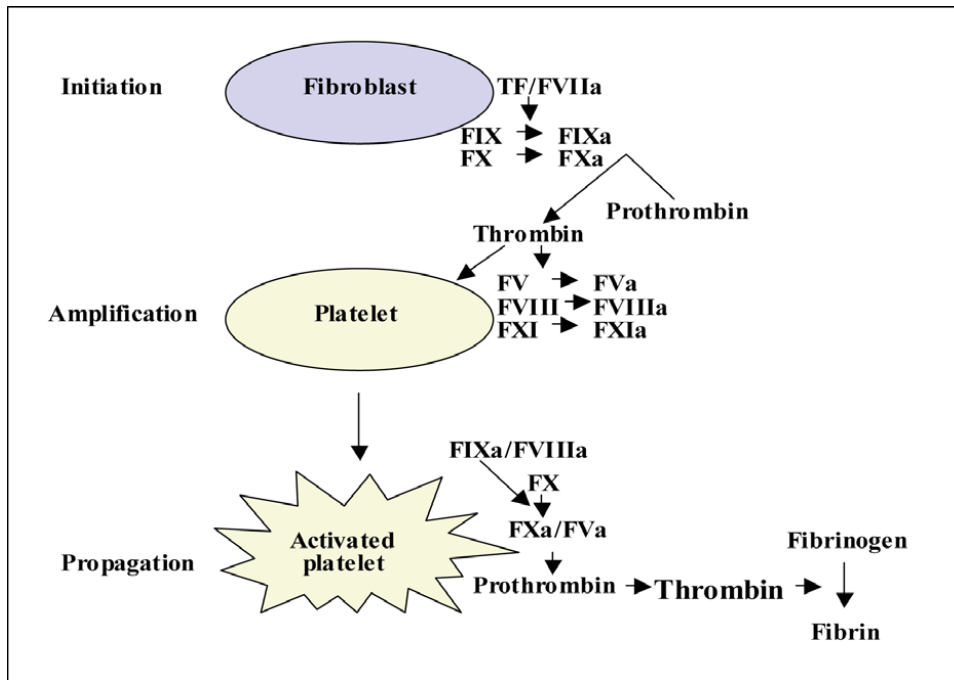 Initiation
Fibroblast
TF/FVIIa
FIX FIXa
FX FXa
Prothrombin
Thrombin
Amplification
Platelet
FV FVa
FVIII FVIIIa
FXI FXIa
FIXa/FVIIIa
FX
FXa/FVa
Propagation
Activated
platelet
Prothrombin Thrombin
Fibrinogen
Fibrin